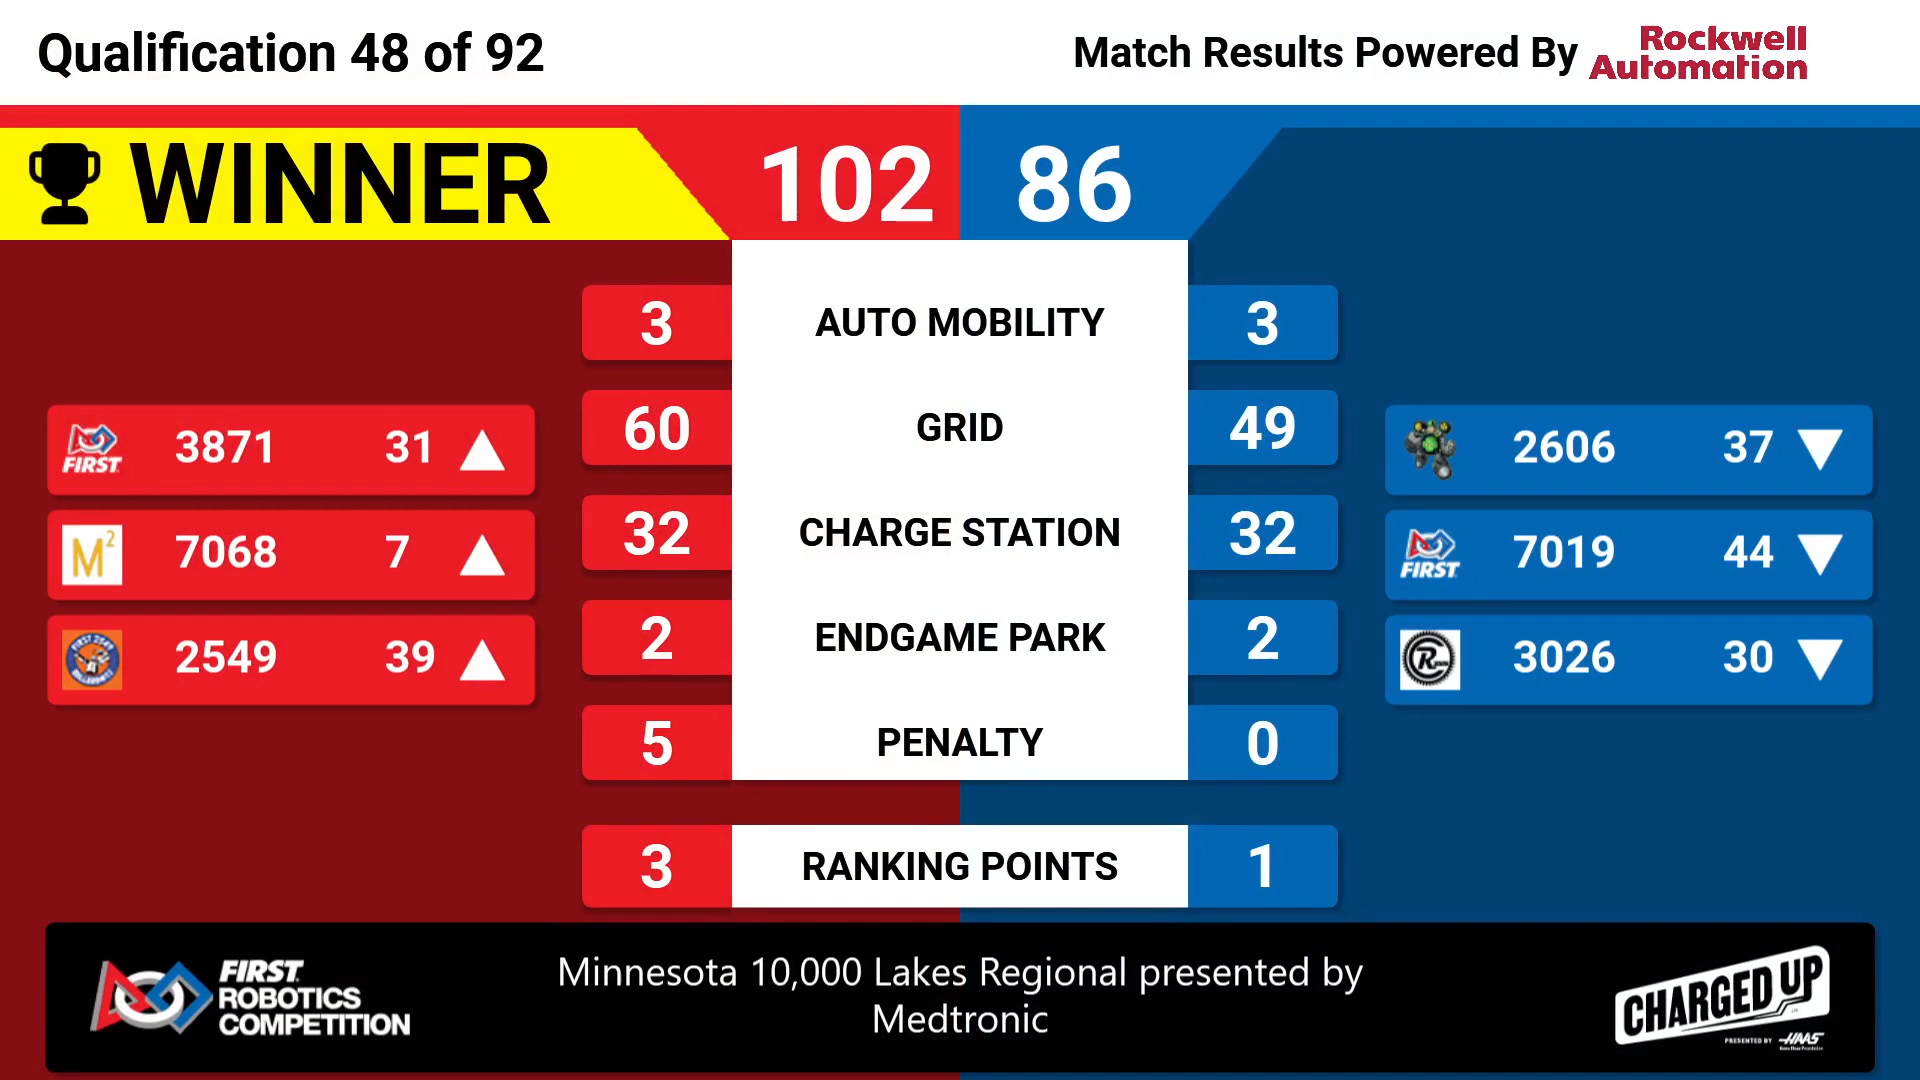 Qualification 48 of 92
Match Results Powered By
Rockwell
Automation
WINNER
102
86
3 AUTO MOBILITY 3
60 GRID 49
32 CHARGE STATION 32
2 ENDGAME PARK 2
5 PENALTY 0
3 RANKING POINTS 1
FIRST 3871 31
M2 7068 7
2549 39
2606 37
FIRST 7019 44
3026 30
FIRST
ROBOTICS
COMPETITION
Minnesota 10,000 Lakes Regional presented by
Medtronic
CHARGED UP
PRESENTED BY HAAS